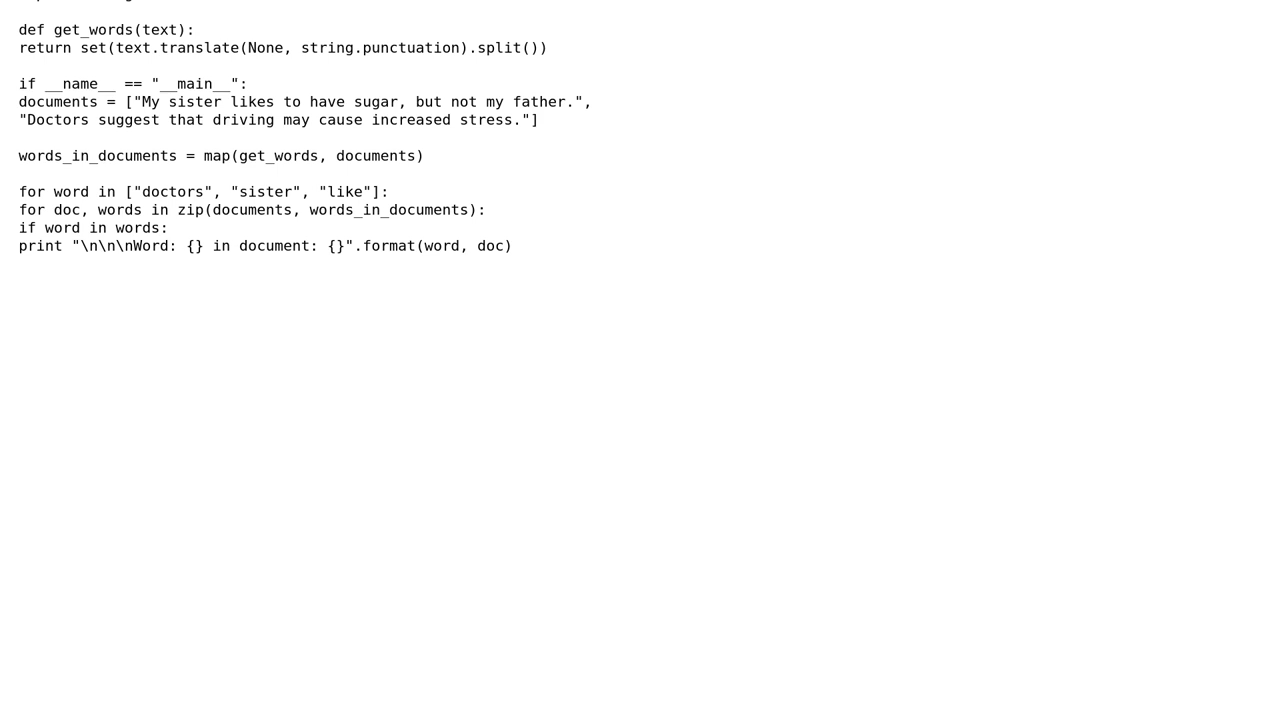 def get_words(text):
return set(text.translate(None, string.punctuation).split())
if __name__ == "__main__":
documents = ["My sister likes to have sugar, but not my father.",
"Doctors suggest that driving may cause increased stress."]
words_in_documents = map(get_words, documents)
for word in ["doctors", "sister", "like"]:
for doc, words in zip(documents, words_in_documents):
if word in words:
print "\n\n\nWord: {} in document: {}".format(word, doc)